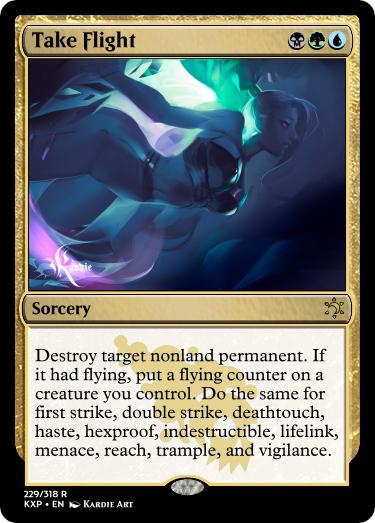 Take Flight
Kardie
Sorcery
Destroy target nonland permanent. If
it had flying, put a flying counter on a
creature you control. Do the same for
first strike, double strike, deathtouch,
haste, hexproof, indestructible, lifelink,
menace, reach, trample, and vigilance.
229/318 R
KXP • EN Kardie Art